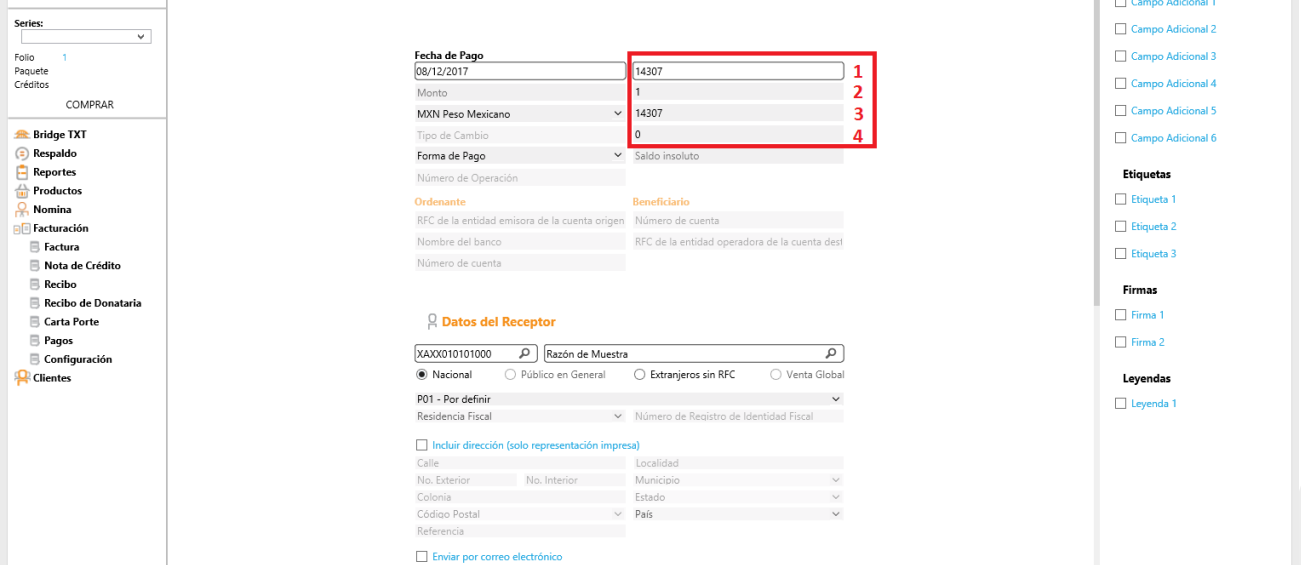 Series:
Folio 1
Paquete
Créditos
COMPRAR
Bridge TXT
Respaldo
Reportes
Productos
Nomina
Facturación
Factura
Nota de Crédito
Recibo
Recibo de Donataria
Carta Porte
Pagos
Configuración
Clientes
Fecha de Pago
08/12/2017 14307 1
Monto 1 2
MXN Peso Mexicano 14307 3
Tipo de Cambio 0 4
Forma de Pago Saldo insoluto
Número de Operación
Ordenante Beneficiario
RFC de la entidad emisora de la cuenta origen Número de cuenta
Nombre del banco RFC de la entidad operadora de la cuenta dest
Número de cuenta
Datos del Receptor
XAXX010101000 Razón de Muestra
Nacional Público en General Extranjeros sin RFC Venta Global
P01 - Por definir
Residencia Fiscal Número de Registro de Identidad Fiscal
Incluir dirección (solo representación impresa)
Calle Localidad
No. Exterior No. Interior Municipio
Colonia Estado
Código Postal País
Referencia
Enviar por correo electrónico
Campo Adicional 1
Campo Adicional 2
Campo Adicional 3
Campo Adicional 4
Campo Adicional 5
Campo Adicional 6
Etiquetas
Etiqueta 1
Etiqueta 2
Etiqueta 3
Firmas
Firma 1
Firma 2
Leyendas
Leyenda 1